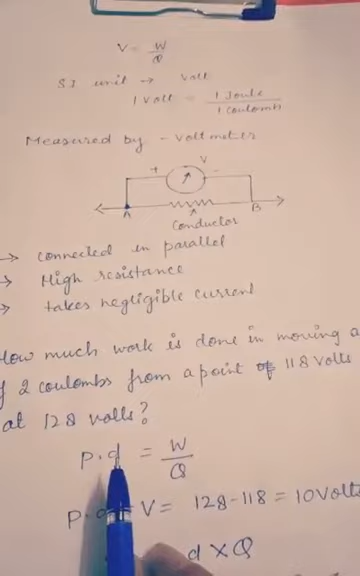 V = W/Q
SI unit → Volt
1 Volt = 1 Joule / 1 Coulomb
Measured by - Voltmeter
+ V -
A B
Conductor
→ connected in parallel
→ High resistance
→ takes negligible current
How much work is done in moving a
f 2 coulombs from a point of 118 Volts
at 128 volts?
p.d = W/Q
p.d V = 128-118 = 10 Volts
d X Q